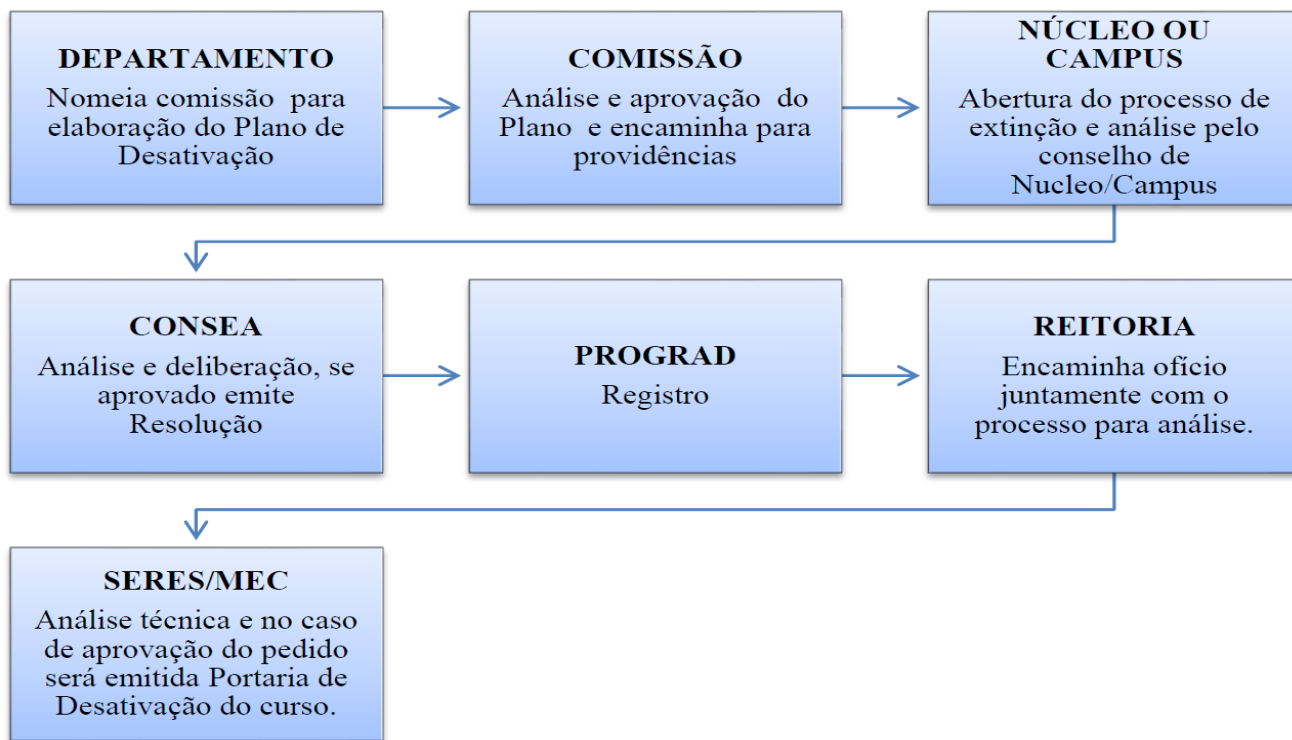 DEPARTAMENTO
Nomeia comissão para
elaboração do Plano de
Desativação
COMISSÃO
Análise e aprovação do
Plano e encaminha para
providências
NÚCLEO OU
CAMPUS
Abertura do processo de
extinção e análise pelo
conselho de
Nucleo/Campus
CONSEA
Análise e deliberação, se
aprovado emite
Resolução
PROGRAD
Registro
REITORIA
Encaminha ofício
juntamente com o
processo para análise.
SERES/MEC
Análise técnica e no caso
de aprovação do pedido
será emitida Portaria de
Desativação do curso.